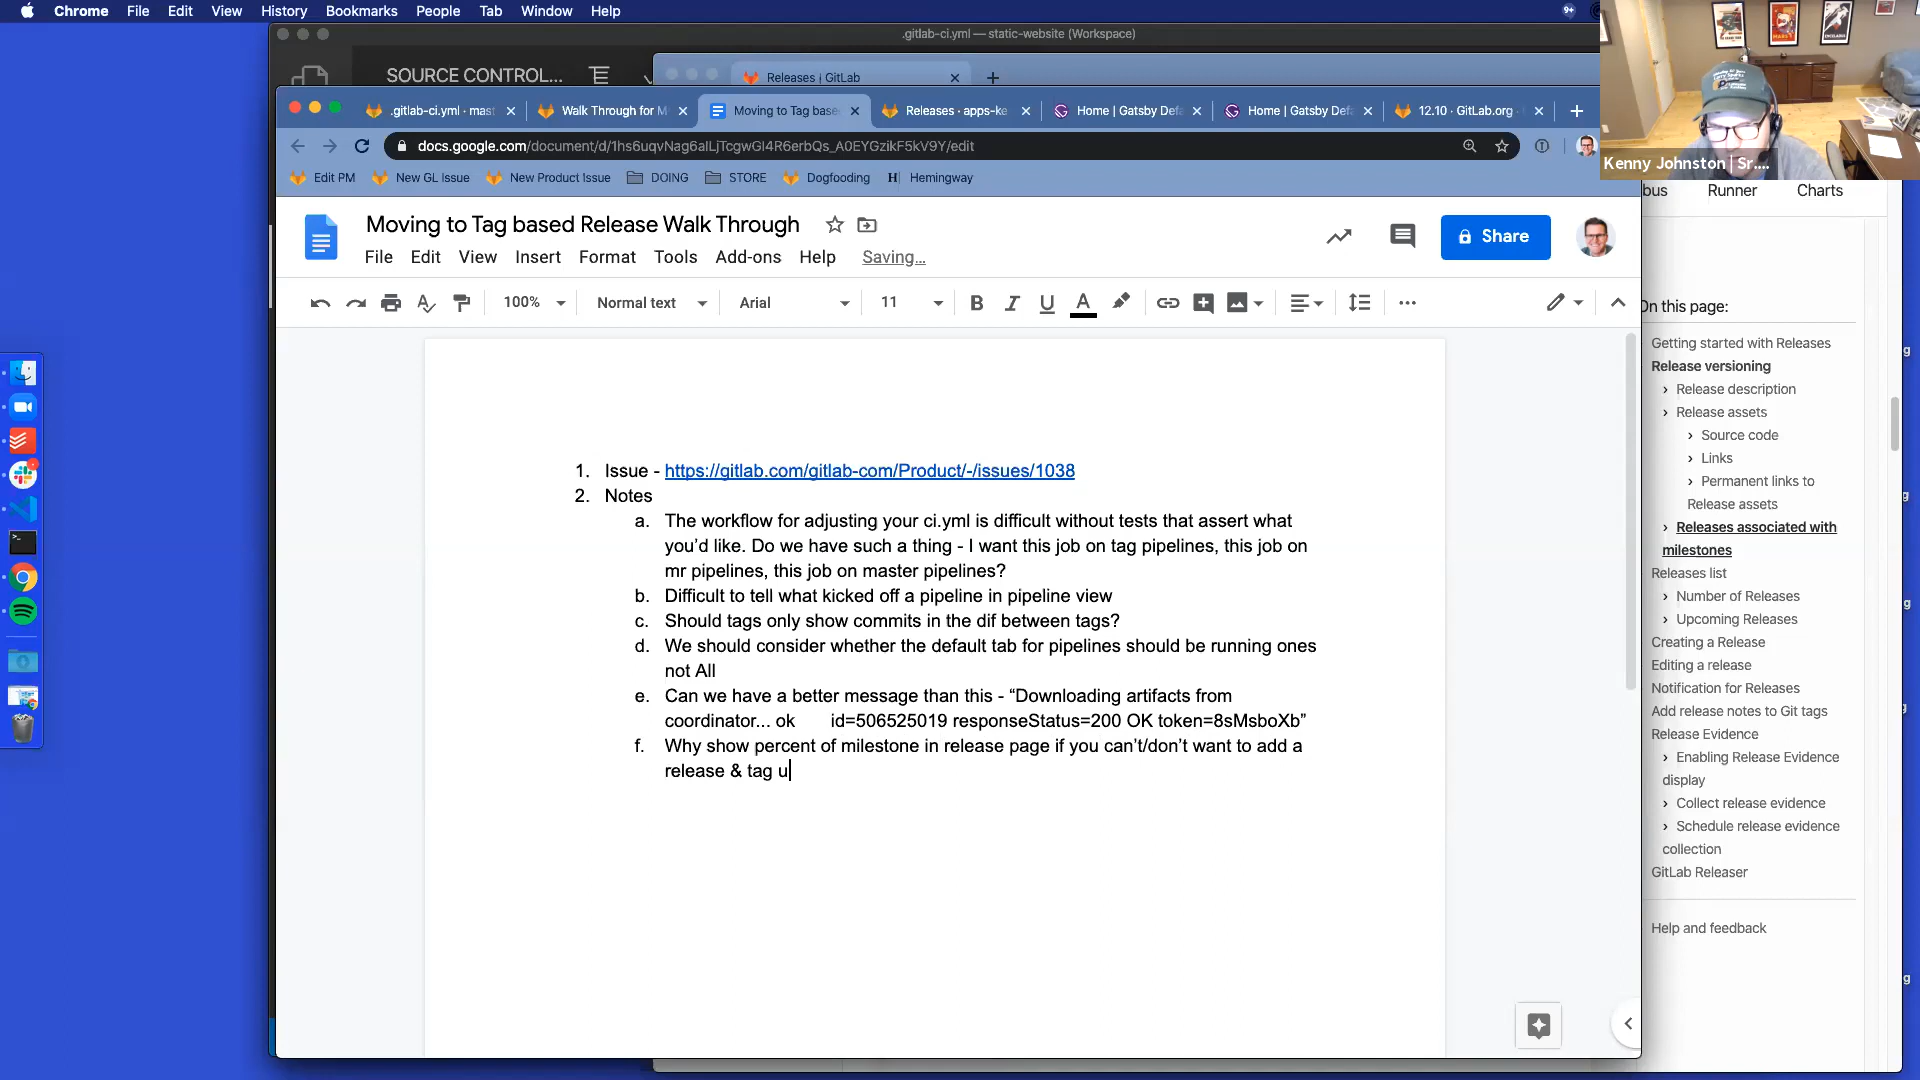 Chrome File Edit View History Bookmarks People Tab Window Help
.gitlab-ci.yml — static-website (Workspace)
SOURCE CONTROL...
Releases | GitLab
.gitlab-ci.yml · mast
Walk Through for M
Moving to Tag base
Releases · apps-ke
Home | Gatsby Defa
Home | Gatsby Defa
12.10 · GitLab.org ·
docs.google.com/document/d/1hs6uqvNag6alLjTcgwGl4R6erbQs_A0EYGzikF5kV9Y/edit
Edit PM New GL Issue New Product Issue DOING STORE Dogfooding Hemingway
Kenny Johnston | Sr....
bus Runner Charts
Moving to Tag based Release Walk Through
Share
File Edit View Insert Format Tools Add-ons Help Saving...
100% Normal text Arial 11
1. Issue - https://gitlab.com/gitlab-com/Product/-/issues/1038
2. Notes
a. The workflow for adjusting your ci.yml is difficult without tests that assert what
you’d like. Do we have such a thing - I want this job on tag pipelines, this job on
mr pipelines, this job on master pipelines?
b. Difficult to tell what kicked off a pipeline in pipeline view
c. Should tags only show commits in the dif between tags?
d. We should consider whether the default tab for pipelines should be running ones
not All
e. Can we have a better message than this - “Downloading artifacts from
coordinator... ok id=506525019 responseStatus=200 OK token=8sMsboXb”
f. Why show percent of milestone in release page if you can’t/don’t want to add a
release & tag u
On this page:
Getting started with Releases
Release versioning
Release description
Release assets
Source code
Links
Permanent links to
Release assets
Releases associated with
milestones
Releases list
Number of Releases
Upcoming Releases
Creating a Release
Editing a release
Notification for Releases
Add release notes to Git tags
Release Evidence
Enabling Release Evidence
display
Collect release evidence
Schedule release evidence
collection
GitLab Releaser
Help and feedback